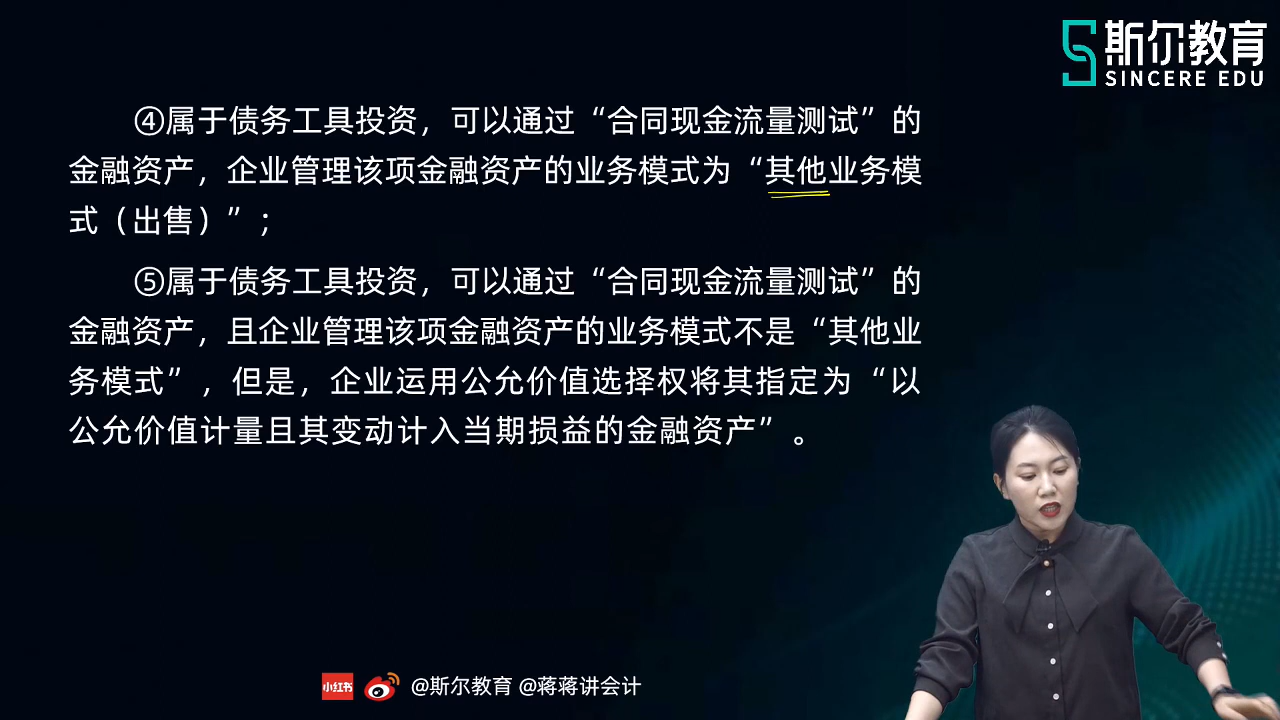 斯尔教育
SINCERE EDU
④属于债务工具投资，可以通过“合同现金流量测试”的
金融资产，企业管理该项金融资产的业务模式为“其他业务模
式（出售）”；
⑤属于债务工具投资，可以通过“合同现金流量测试”的
金融资产，且企业管理该项金融资产的业务模式不是“其他业
务模式”，但是，企业运用公允价值选择权将其指定为“以
公允价值计量且其变动计入当期损益的金融资产”。
小红书 @斯尔教育 @蒋蒋讲会计